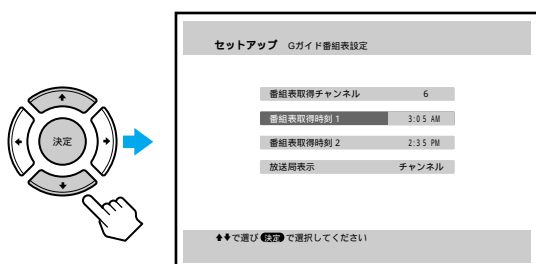 セットアップ Gガイド番組表設定
番組表取得チャンネル 6
番組表取得時刻 1 3:05 AM
決定
番組表取得時刻 2 2:35 PM
放送局表示 チャンネル
で選び 決定 で選択してください